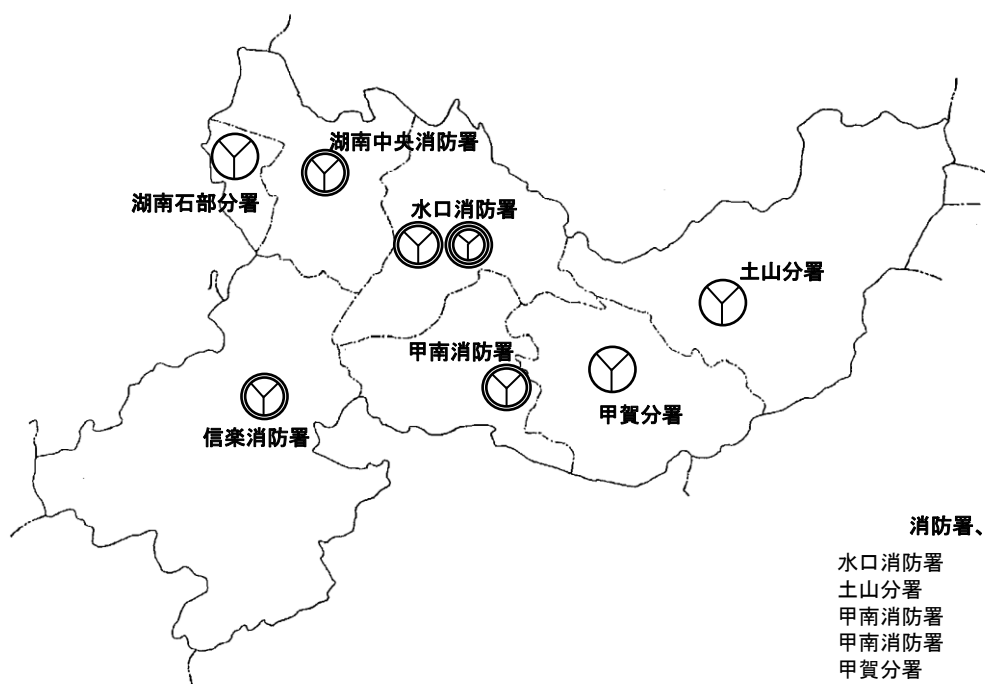 湖南中央消防署
湖南石部分署
水口消防署
土山分署
甲南消防署
甲賀分署
信楽消防署
消防署、
水口消防署
土山分署
甲南消防署
甲南消防署
甲賀分署